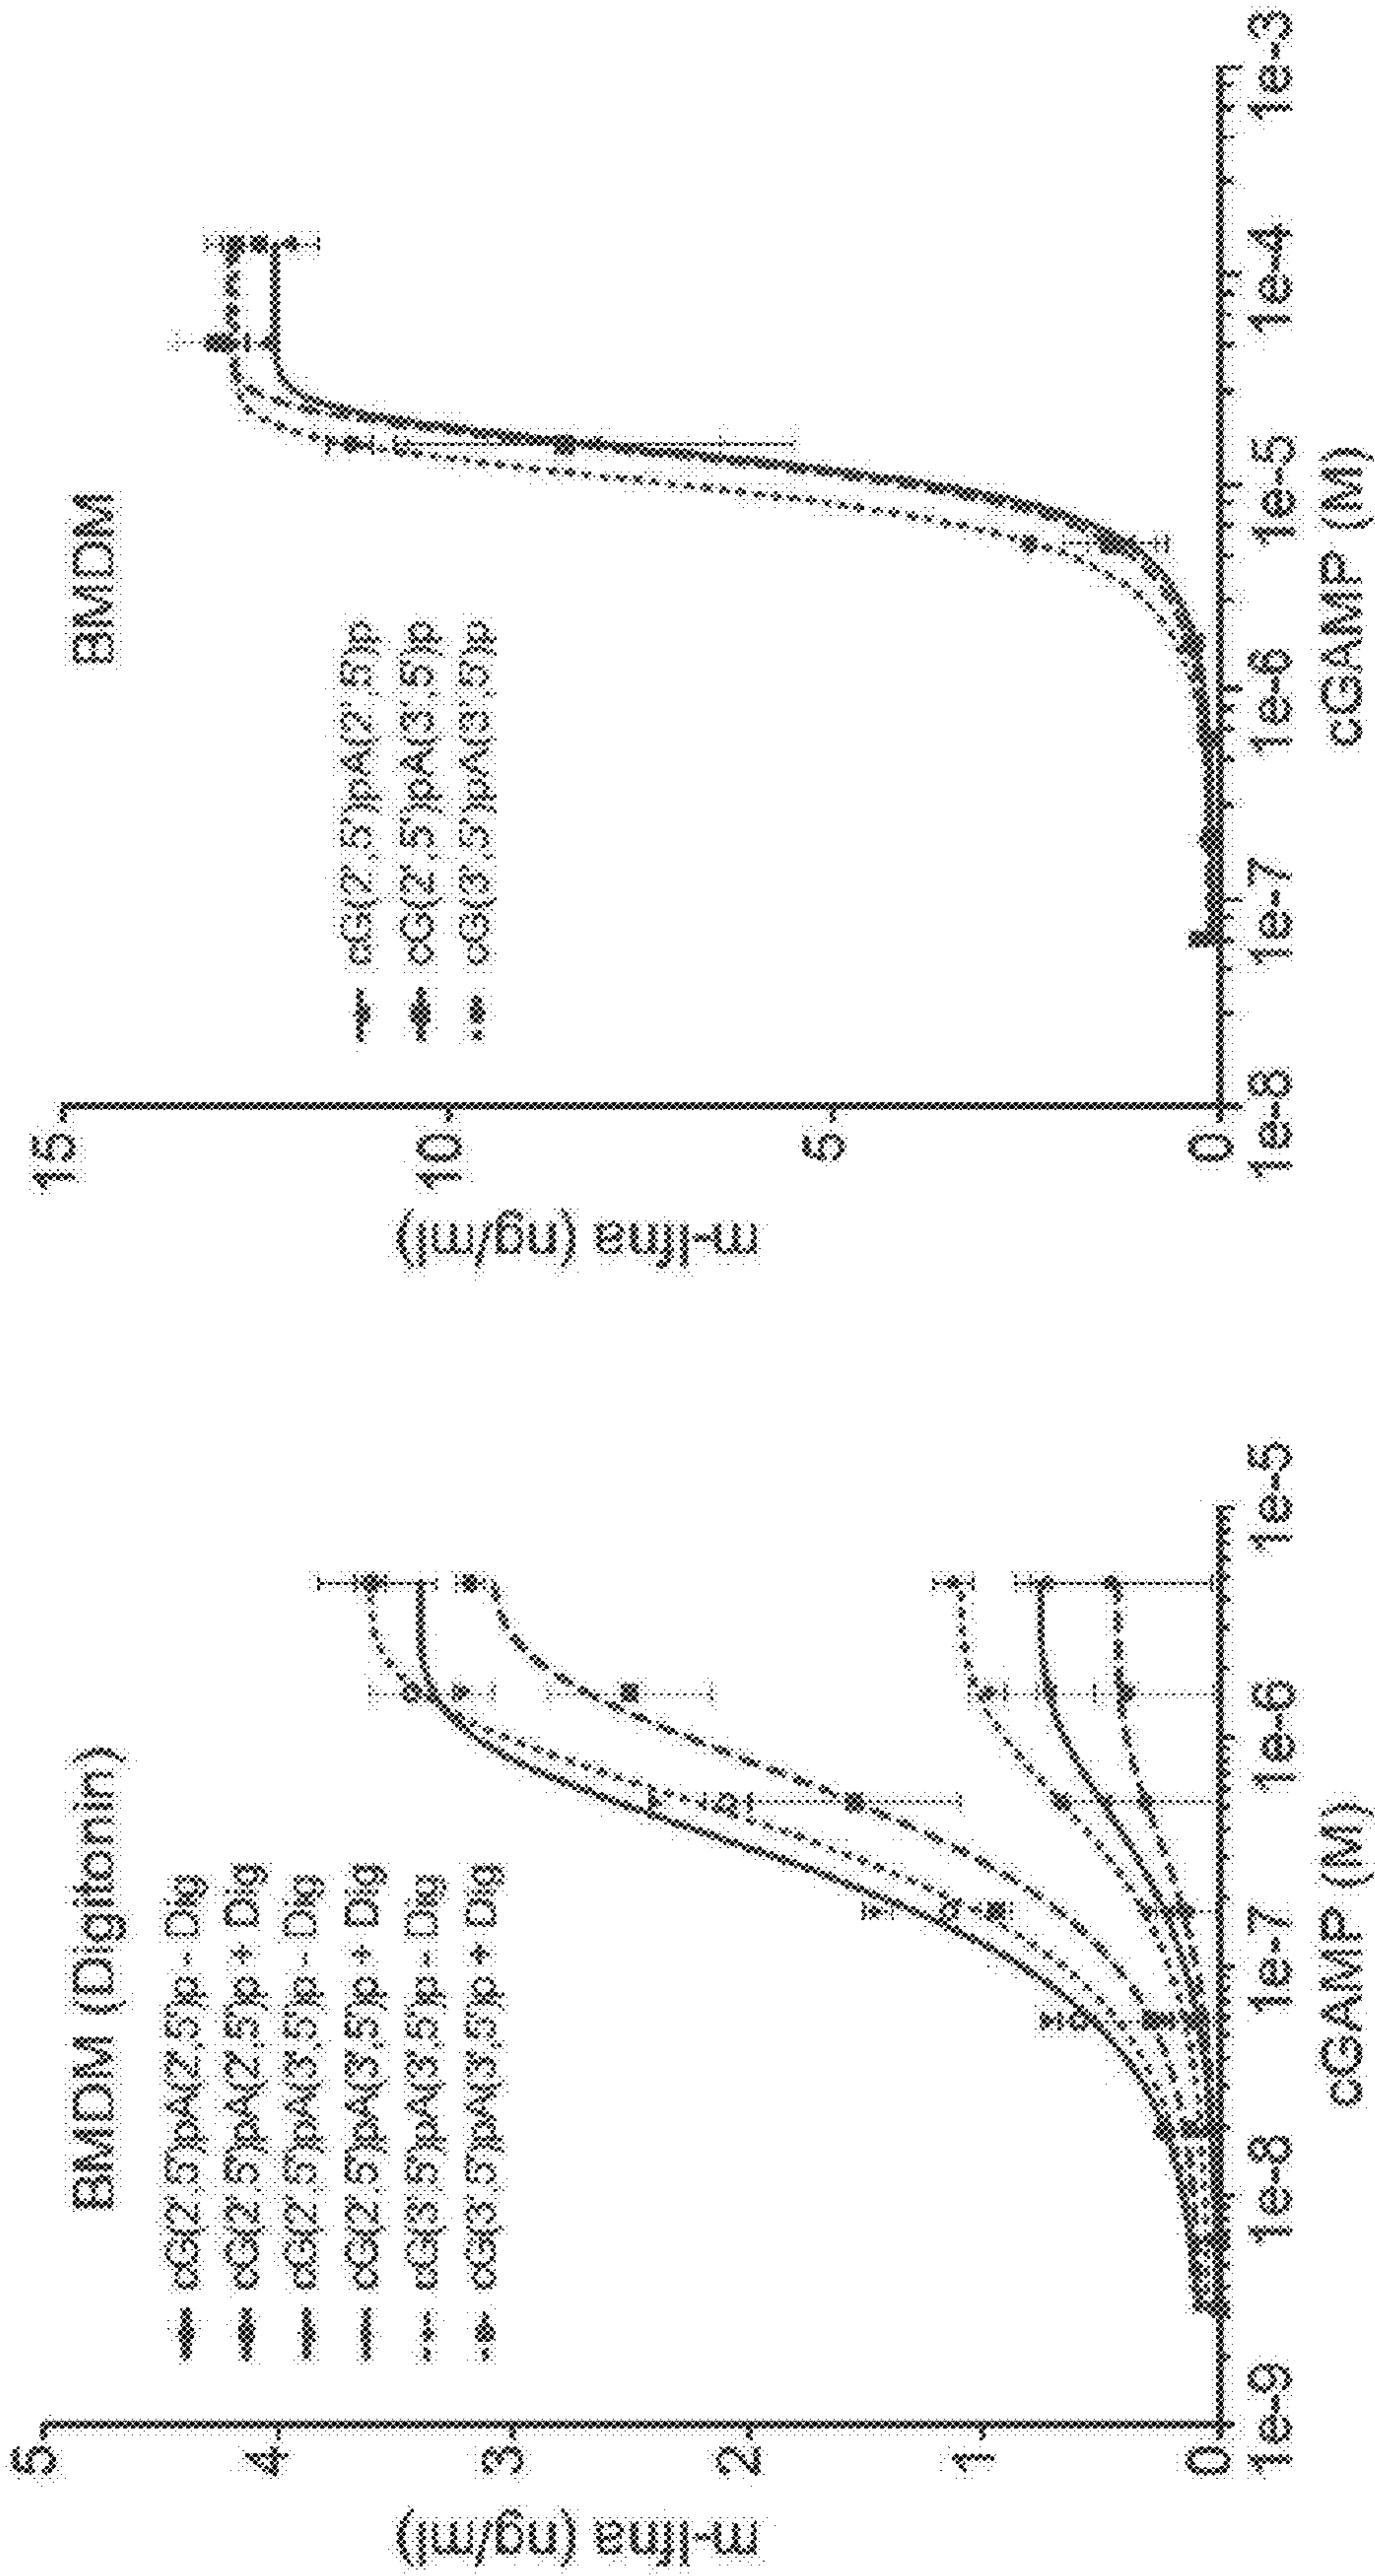 BMDM (Digitonin)
cG(2',5')pA(2',5')p - Dig
cG(2',5')pA(2',5')p + Dig
cG(2',5')pA(3',5')p - Dig
cG(2',5')pA(3',5')p + Dig
cG(3',5')pA(3',5')p - Dig
cG(3',5')pA(3',5')p + Dig
m-Ifna (ng/ml)
5
4
3
2
1
0
1e-9
1e-8
1e-7
1e-6
1e-5
cGAMP (M)
BMDM
cG(2',5')pA(2',5')p
cG(2',5')pA(3',5')p
cG(3',5')pA(3',5')p
m-Ifna (ng/ml)
15
10
5
0
1e-8
1e-7
1e-6
1e-5
1e-4
1e-3
cGAMP (M)